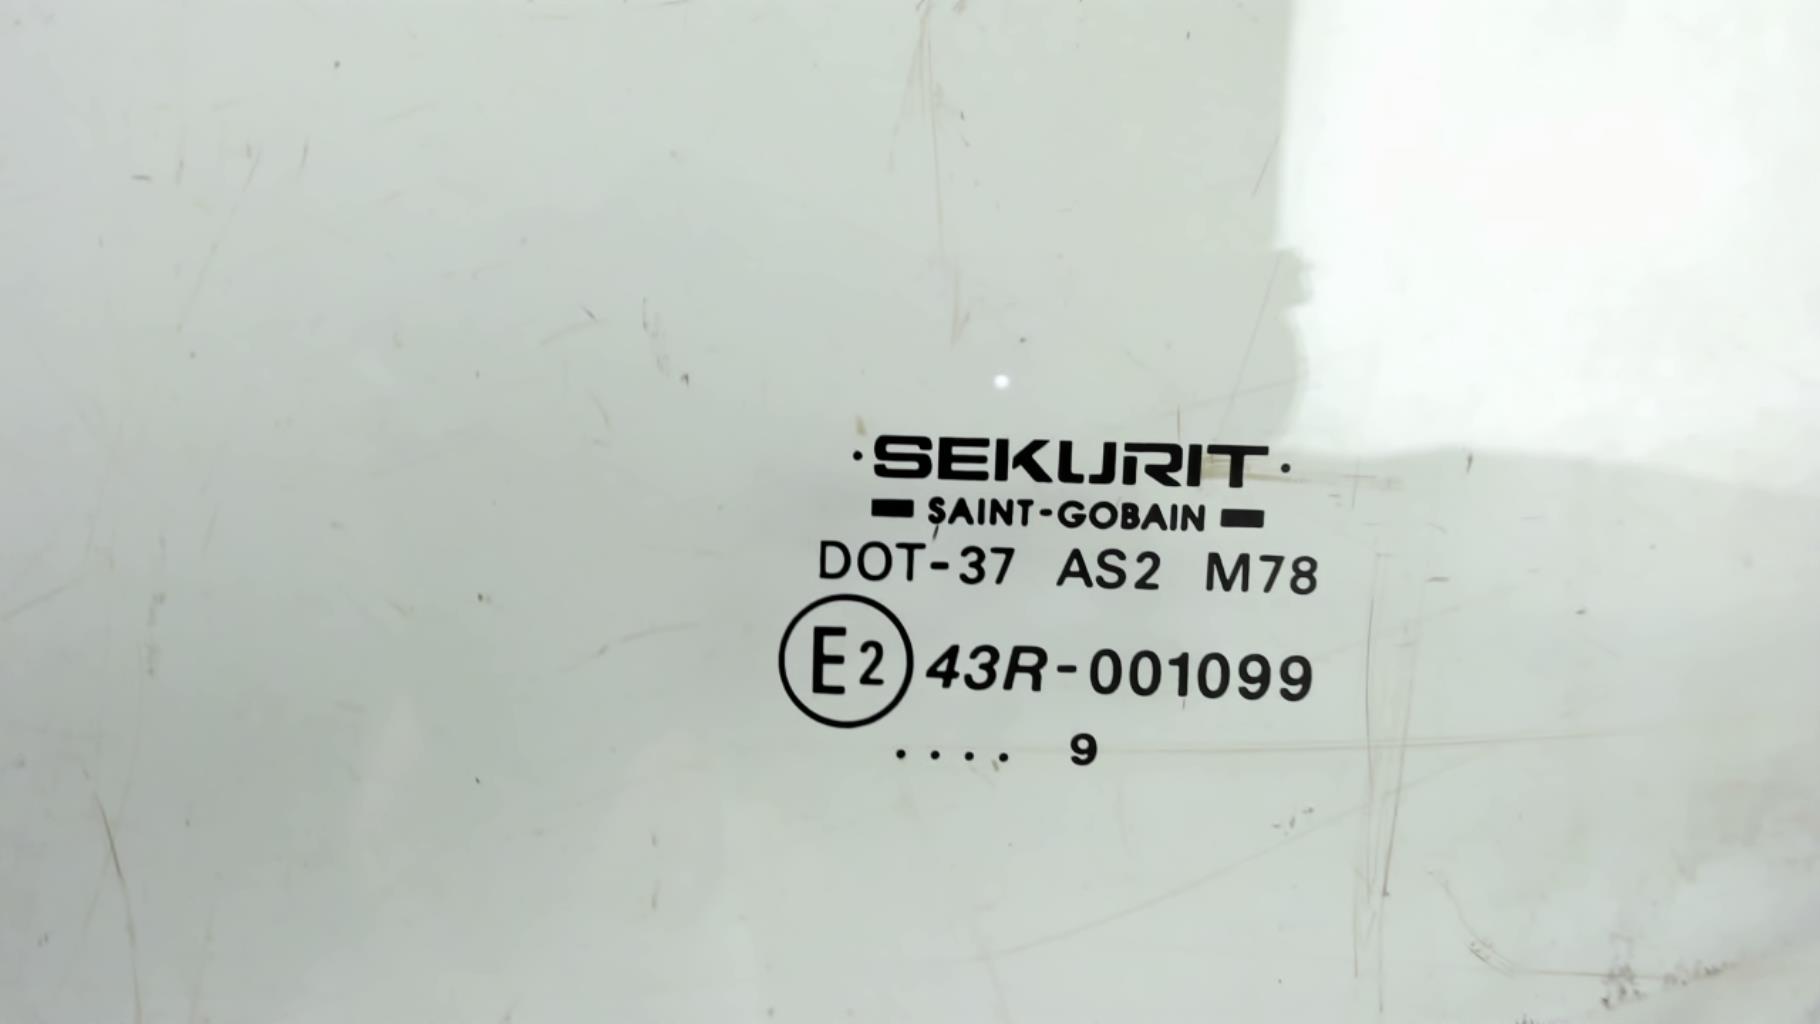 ·SEKURIT·
SAINT-GOBAIN
DOT-37 AS2 M78
E2 43R-001099
.... 9